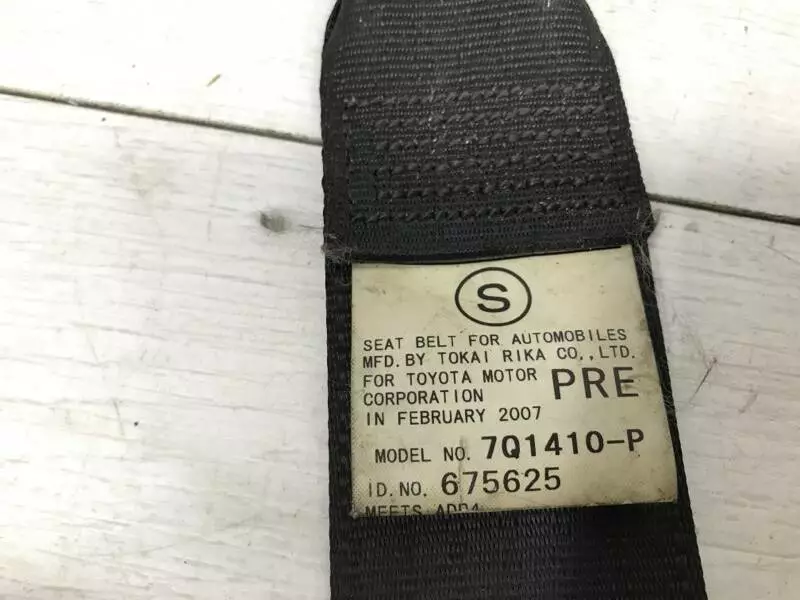 S
SEAT BELT FOR AUTOMOBILES
MFD. BY TOKAI RIKA CO., LTD.
FOR TOYOTA MOTOR
CORPORATION PRE
IN FEBRUARY 2007
MODEL NO. 7Q1410-P
ID. NO. 675625
MEETS